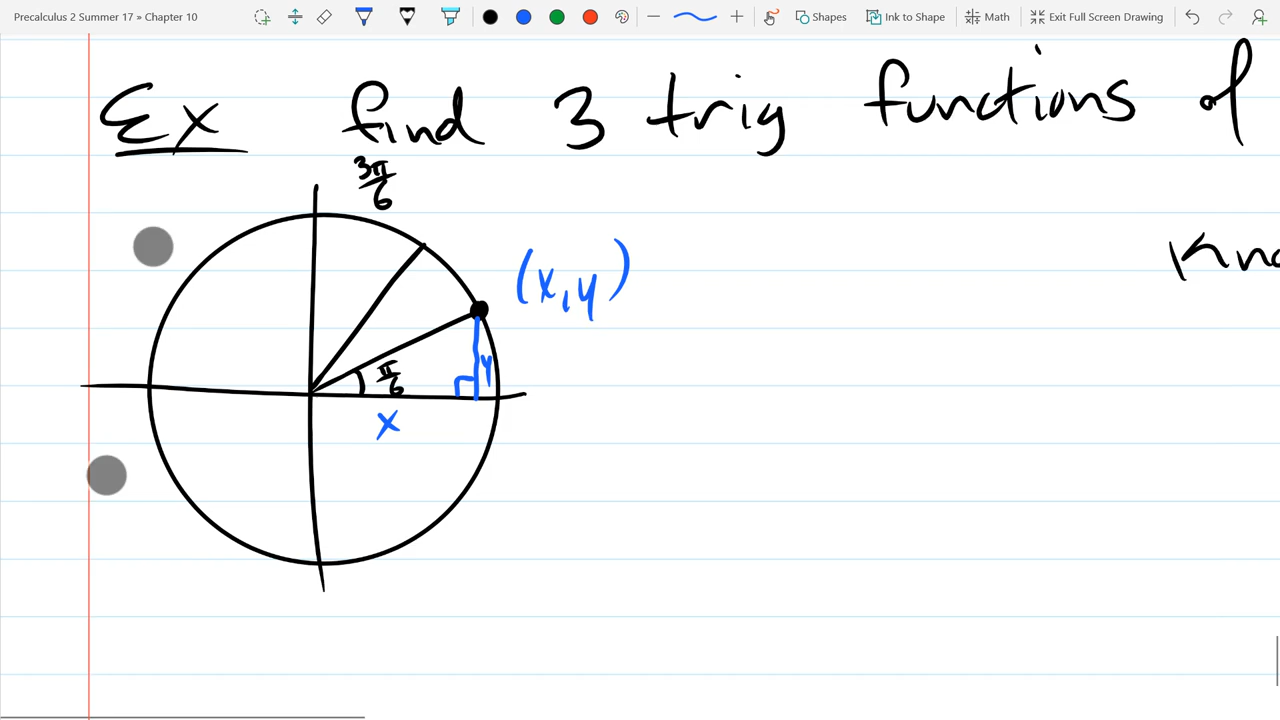 Precalculus 2 Summer 17 » Chapter 10
Shapes
Ink to Shape
Math
Exit Full Screen Drawing
Ex find 3 trig functions of
3π/6
(x,y)
Kno
π/6
y
x